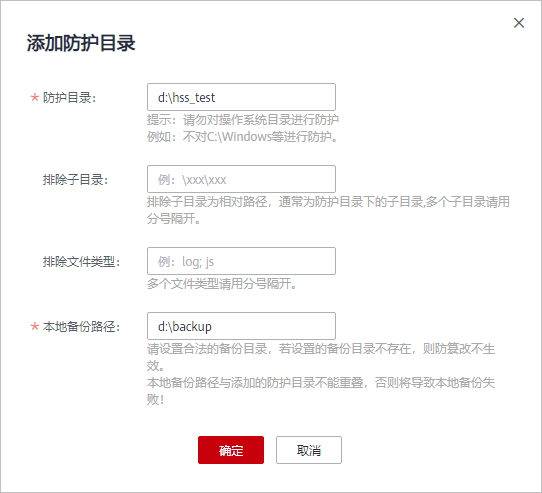 添加防护目录
* 防护目录： d:\hss_test
提示：请勿对操作系统目录进行防护
例如：不对C:\Windows等进行防护。
排除子目录： 例：\xxx\xxx
排除子目录为相对路径，通常为防护目录下的子目录,多个子目录请用
分号隔开。
排除文件类型： 例：log; js
多个文件类型请用分号隔开。
* 本地备份路径： d:\backup
请设置合法的备份目录，若设置的备份目录不存在，则防篡改不生
效。
本地备份路径与添加的防护目录不能重叠，否则将导致本地备份失
败！
确定 取消